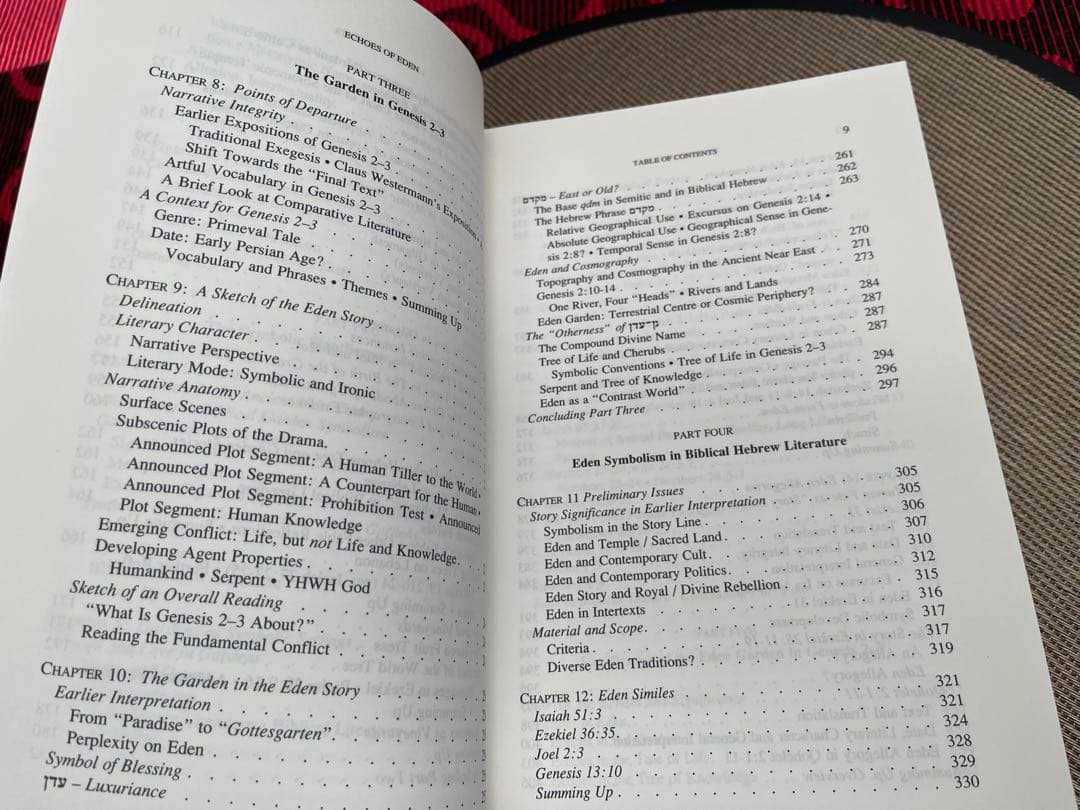 ECHOES OF EDEN
PART THREE
The Garden in Genesis 2–3
CHAPTER 8: Points of Departure
Narrative Integrity
Earlier Expositions of Genesis 2–3
Traditional Exegesis • Claus Westermann's Exposition •
Shift Towards the “Final Text”
Artful Vocabulary in Genesis 2–3
A Brief Look at Comparative Literature
A Context for Genesis 2–3
Genre: Primeval Tale
Date: Early Persian Age?
Vocabulary and Phrases • Themes • Summing Up
CHAPTER 9: A Sketch of the Eden Story
Delineation
Literary Character
Narrative Perspective
Literary Mode: Symbolic and Ironic
Narrative Anatomy
Surface Scenes
Subscenic Plots of the Drama
Announced Plot Segment: A Human Tiller to the World •
Announced Plot Segment: A Counterpart for the Human •
Announced Plot Segment: Prohibition Test • Announced
Plot Segment: Human Knowledge
Emerging Conflict: Life, but not Life and Knowledge
Developing Agent Properties
Humankind • Serpent • YHWH God
Sketch of an Overall Reading
“What Is Genesis 2–3 About?”
Reading the Fundamental Conflict
CHAPTER 10: The Garden in the Eden Story
Earlier Interpretation
From “Paradise” to “Gottesgarten”
Perplexity on Eden
Symbol of Blessing
עדן – Luxuriance
TABLE OF CONTENTS 9
מקדם – East or Old? 261
The Base qdm in Semitic and in Biblical Hebrew 262
The Hebrew Phrase מקדם 263
Relative Geographical Use • Excursus on Genesis 2:14 •
Absolute Geographical Use • Geographical Sense in Gene-
sis 2:8? • Temporal Sense in Genesis 2:8?
Eden and Cosmography 270
Topography and Cosmography in the Ancient Near East 271
Genesis 2:10-14 273
One River, Four “Heads” • Rivers and Lands
Eden Garden: Terrestrial Centre or Cosmic Periphery? 284
The “Otherness” of גן־עדן 287
The Compound Divine Name 287
Tree of Life and Cherubs 287
Symbolic Conventions • Tree of Life in Genesis 2–3
Serpent and Tree of Knowledge 294
Eden as a “Contrast World” 296
Concluding Part Three 297
PART FOUR
Eden Symbolism in Biblical Hebrew Literature
CHAPTER 11 Preliminary Issues 305
Story Significance in Earlier Interpretation 305
Symbolism in the Story Line 306
Eden and Temple / Sacred Land 307
Eden and Contemporary Cult 310
Eden and Contemporary Politics 312
Eden Story and Royal / Divine Rebellion 315
Eden in Intertexts 316
Material and Scope 317
Criteria 317
Diverse Eden Traditions? 319
CHAPTER 12: Eden Similes 321
Isaiah 51:3 321
Ezekiel 36:35 324
Joel 2:3 328
Genesis 13:10 329
Summing Up 330